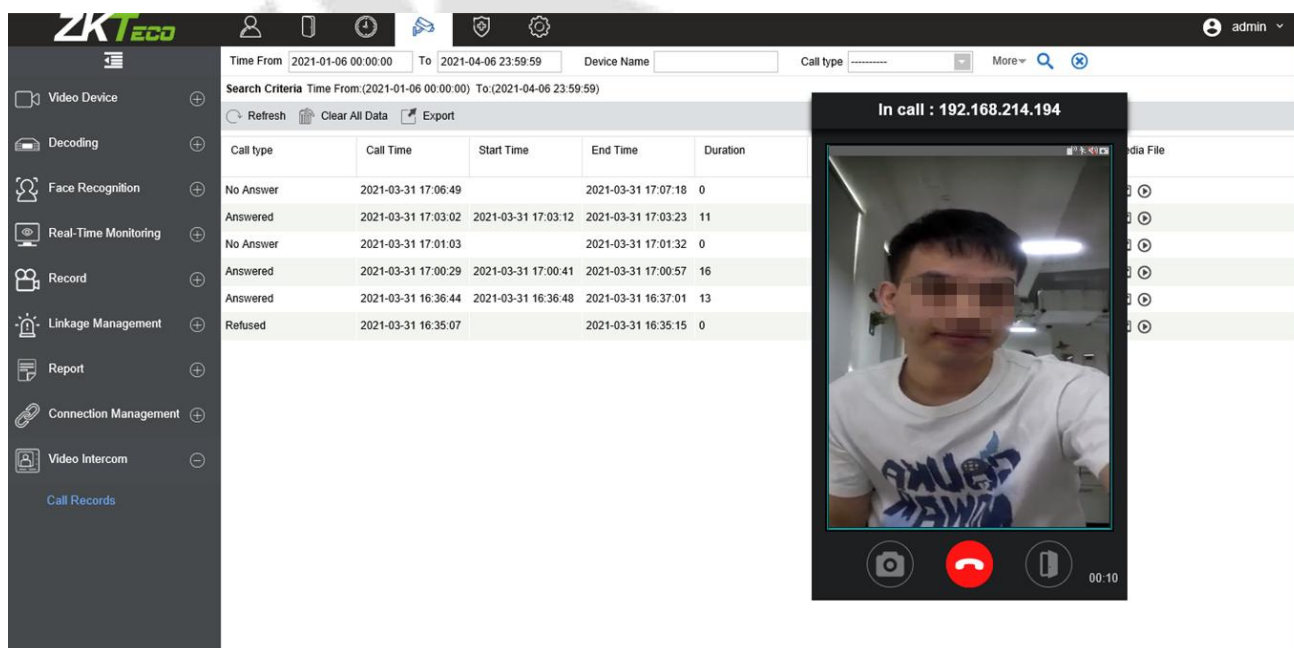 ZKTeco
admin
Time From 2021-01-06 00:00:00 To 2021-04-06 23:59:59 Device Name Call type ---------- More
Search Criteria Time From:(2021-01-06 00:00:00) To:(2021-04-06 23:59:59)
Refresh Clear All Data Export
Video Device
Decoding
Face Recognition
Real-Time Monitoring
Record
Linkage Management
Report
Connection Management
Video Intercom
Call Records
Call type Call Time Start Time End Time Duration File
No Answer 2021-03-31 17:06:49 2021-03-31 17:07:18 0
Answered 2021-03-31 17:03:02 2021-03-31 17:03:12 2021-03-31 17:03:23 11
No Answer 2021-03-31 17:01:03 2021-03-31 17:01:32 0
Answered 2021-03-31 17:00:29 2021-03-31 17:00:41 2021-03-31 17:00:57 16
Answered 2021-03-31 16:36:44 2021-03-31 16:36:48 2021-03-31 16:37:01 13
Refused 2021-03-31 16:35:07 2021-03-31 16:35:15 0
In call : 192.168.214.194
00:10